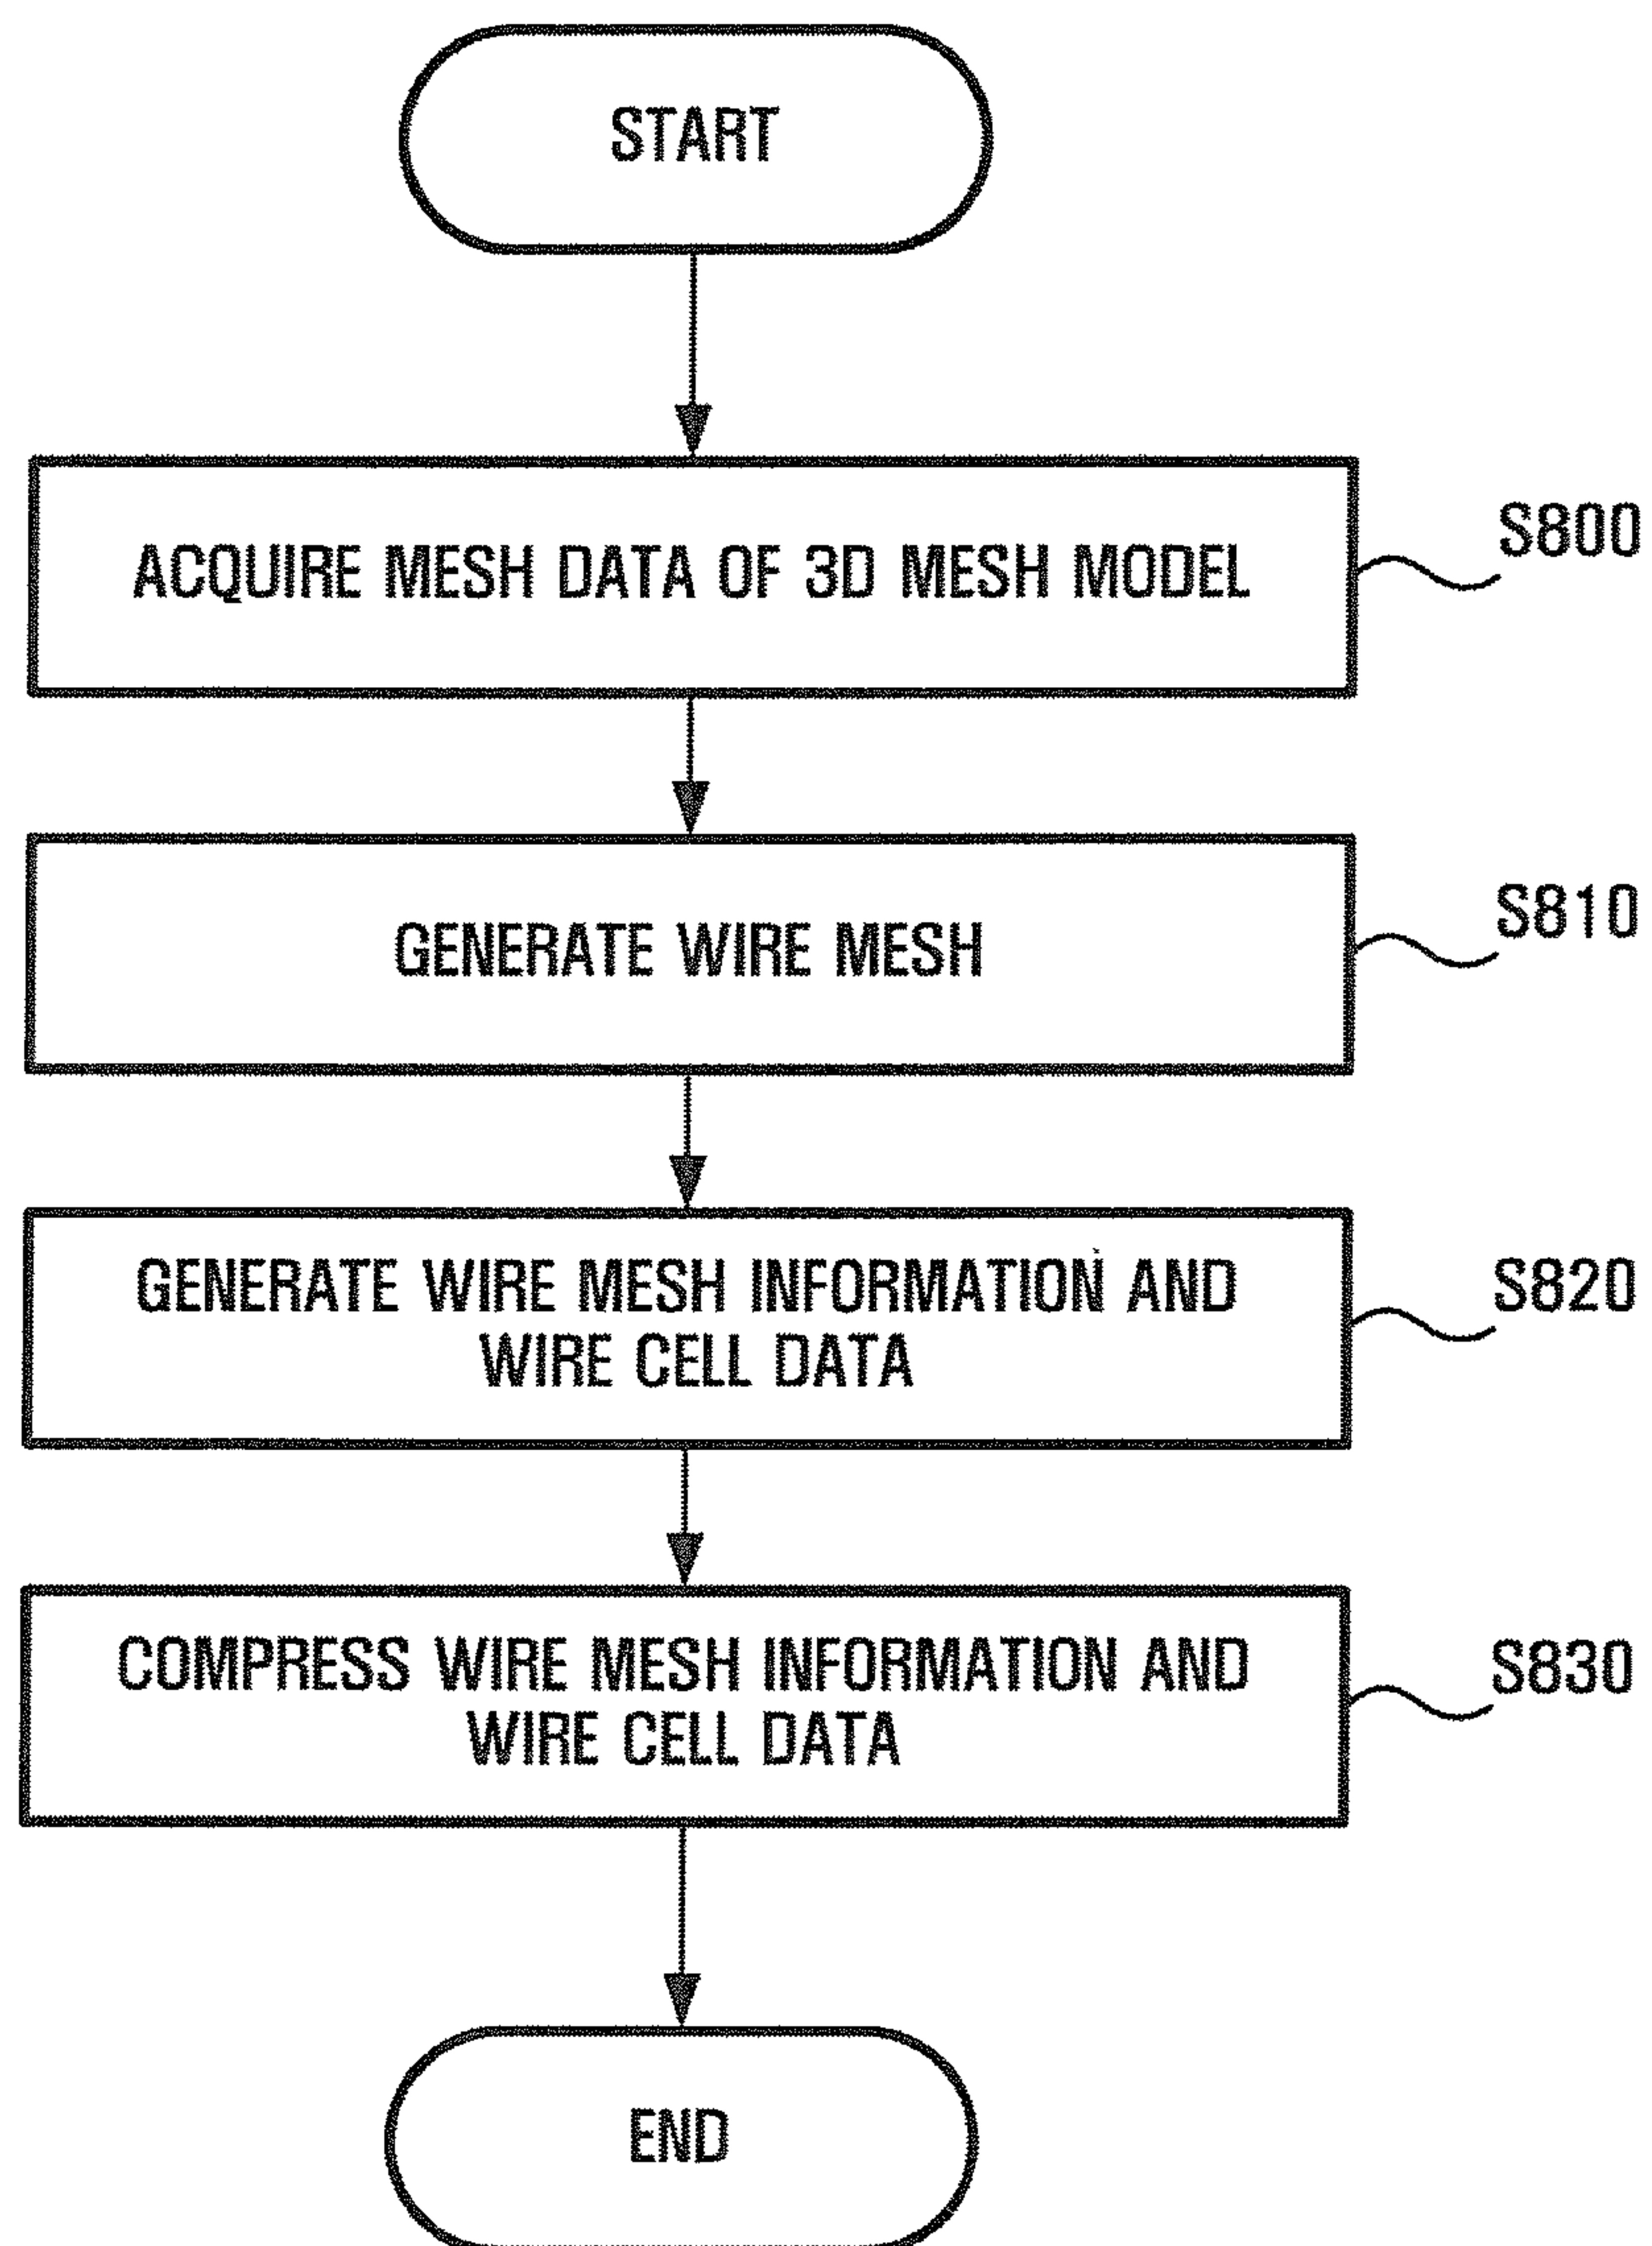 START
ACQUIRE MESH DATA OF 3D MESH MODEL
S800
GENERATE WIRE MESH
S810
GENERATE WIRE MESH INFORMATION AND
WIRE CELL DATA
S820
COMPRESS WIRE MESH INFORMATION AND
WIRE CELL DATA
S830
END